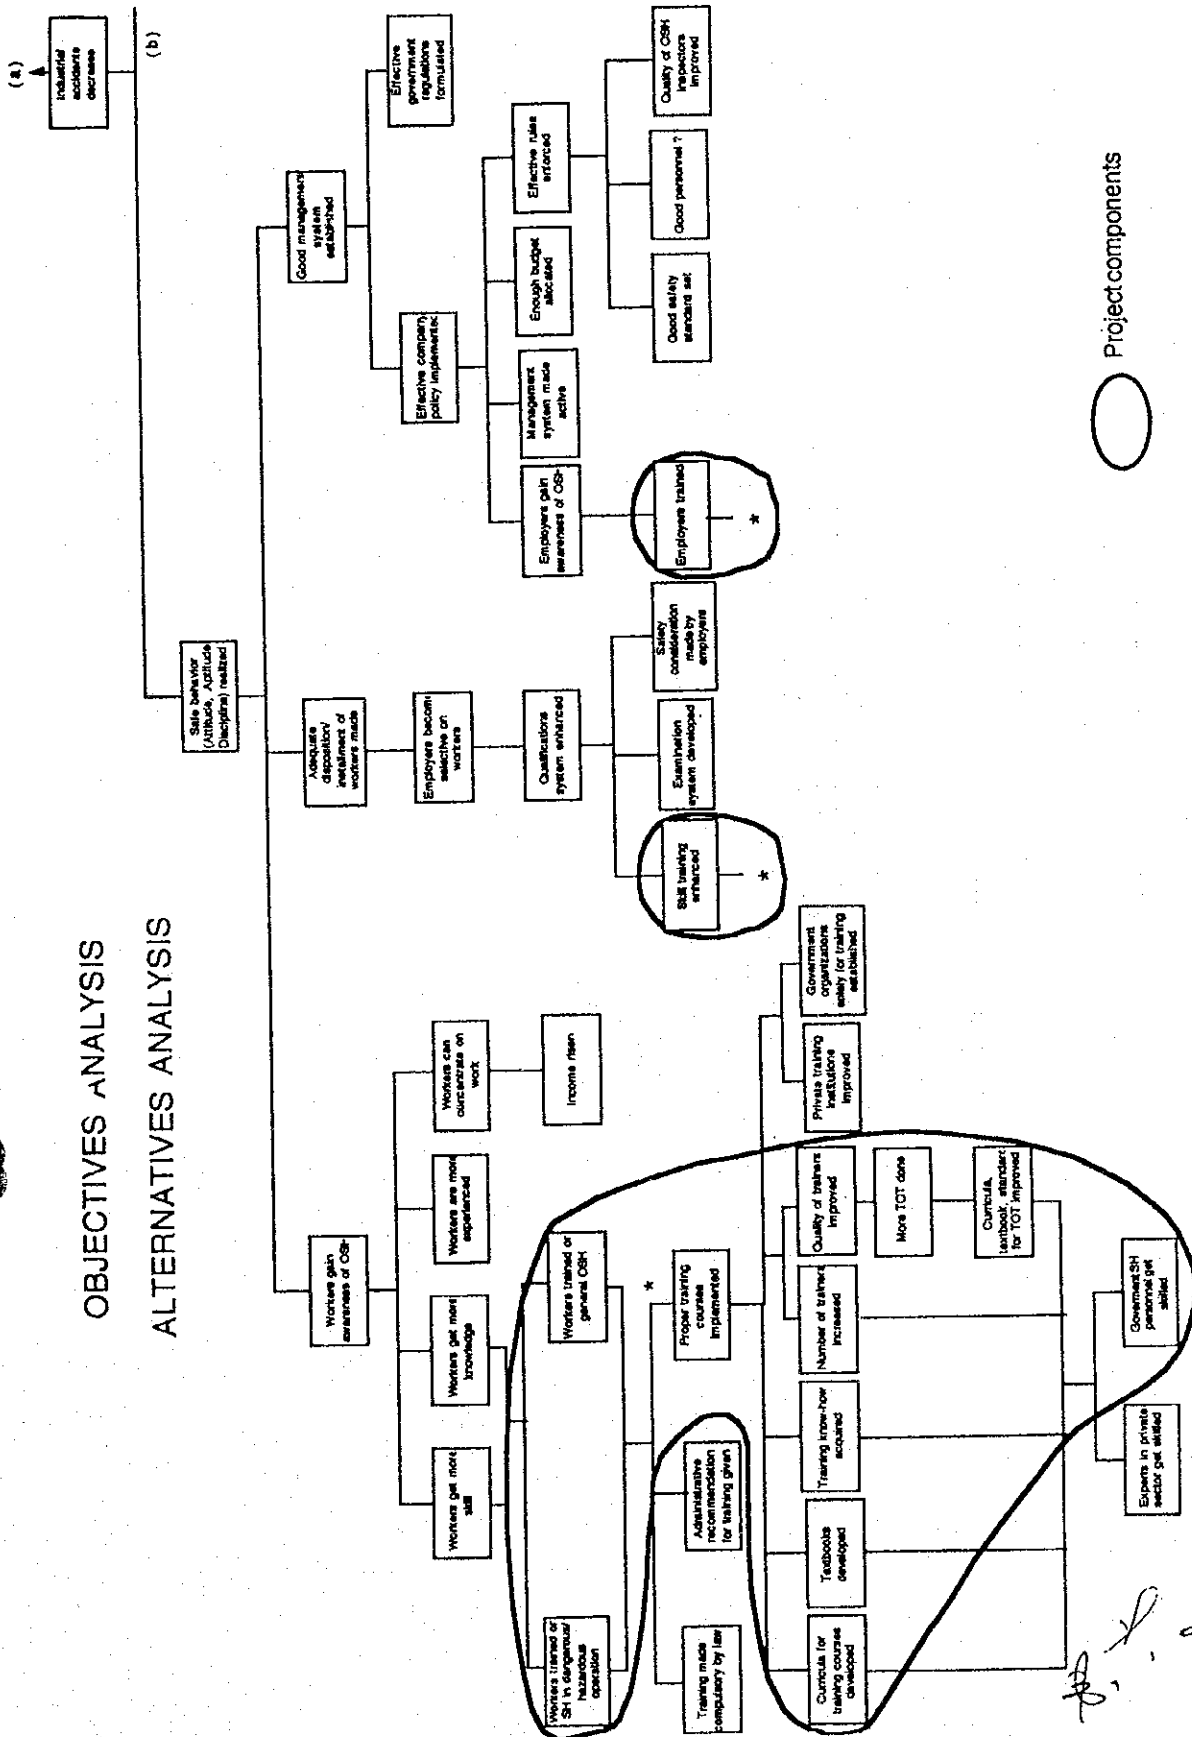 OBJECTIVES ANALYSIS
ALTERNATIVES ANALYSIS
(a)
Industrial
accidents
decrease
(b)
Safe behavior
(Attitude, Aptitude
Discipline) realized
Workers gain
awareness of OSH
Adequate
disposition/
instalment of
workers made
Good management
system
established
Workers get more
skill
Workers get more
knowledge
Workers are more
experienced
Workers can
concentrate on
work
Employers become
selective on
workers
Effective company
policy implemented
Effective
government
regulations
formulated
Workers trained or
SH in dangerous/
hazardous
operation
Workers trained or
general OSH
Income risen
Qualifications
system enhanced
Employers gain
awareness of OSH
Management
system made
active
Enough budget
allocated
Effective rules
enforced
Training made
compulsory by law
Administrative
recommendation
for training given
*
Proper training
courses
implemented
Skill training
enhanced
*
Examination
system developed
Safety
consideration
made by
employers
Employers trained
*
Good safety
standard set
Good personnel ?
Quality of OSH
inspectors
improved
Curricula for
training courses
developed
Textbooks
developed
Training know-how
acquired
Number of trainers
increased
Quality of trainers
improved
Private training
institutions
improved
Government
organizations
solely for training
established
More TOT done
Curricula,
textbook, standard
for TOT improved
Experts in private
sector get skilled
Goverment SH
personnel get
skilled
Project components